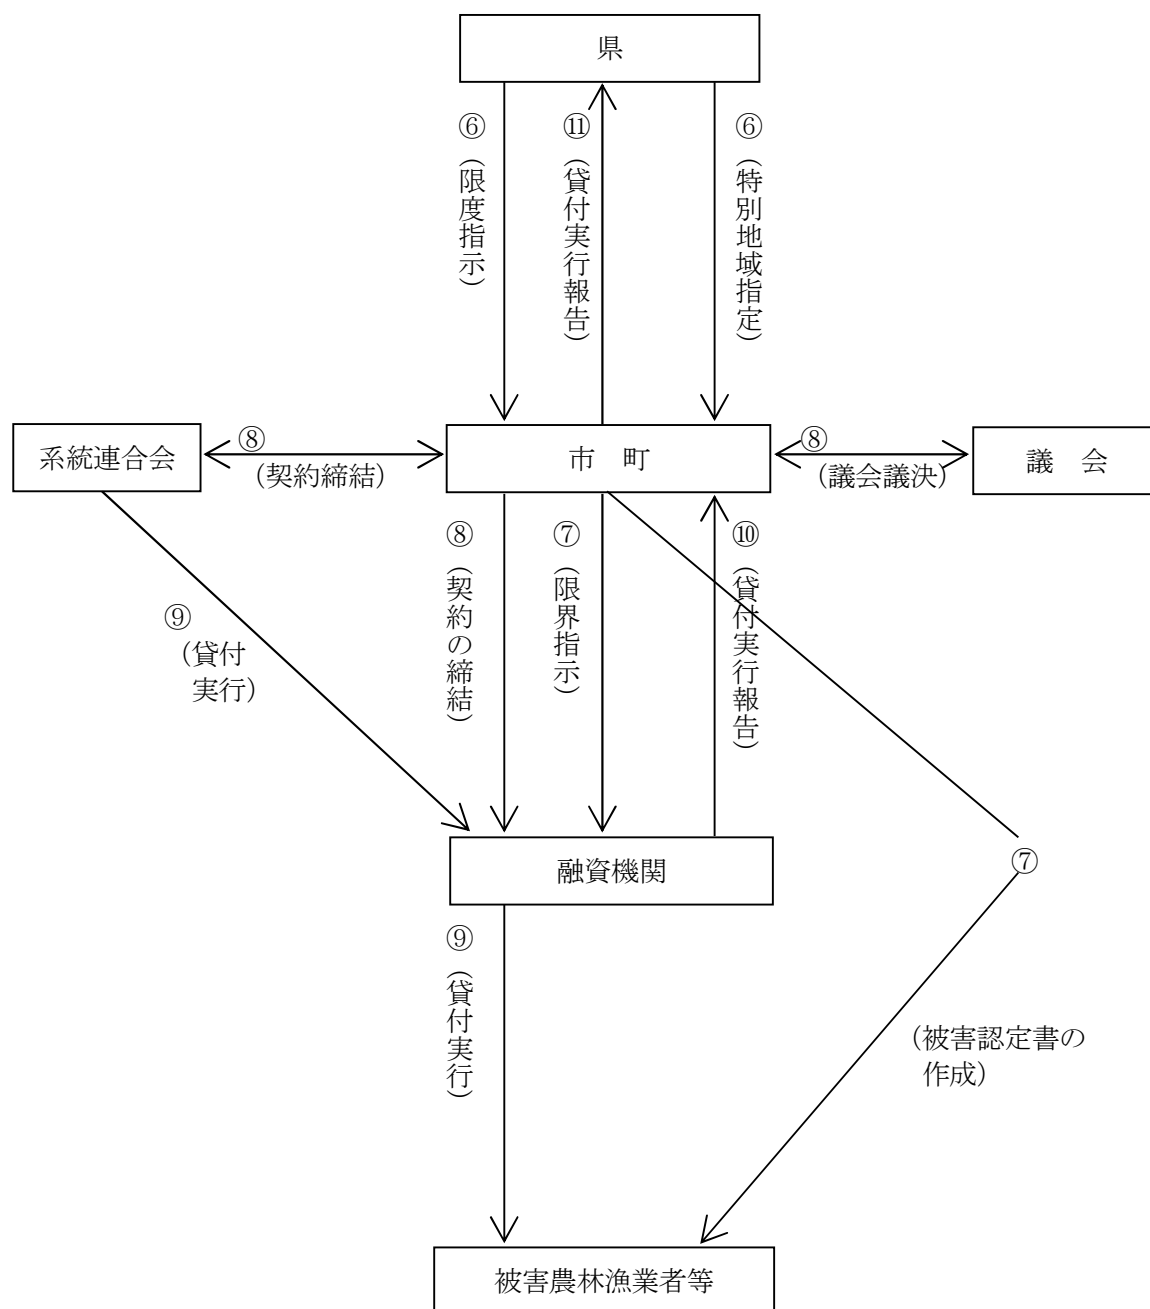 県
⑥
(限度指示)
⑪
(貸付実行報告)
⑥
(特別地域指定)
系統連合会
⑧
(契約締結)
市　町
⑧
(議会議決)
議　会
⑧
(契約の締結)
⑦
(限界指示)
⑩
(貸付実行報告)
⑨
(貸付
実行)
融資機関
⑦
⑨
(貸付実行)
(被害認定書の
作成)
被害農林漁業者等